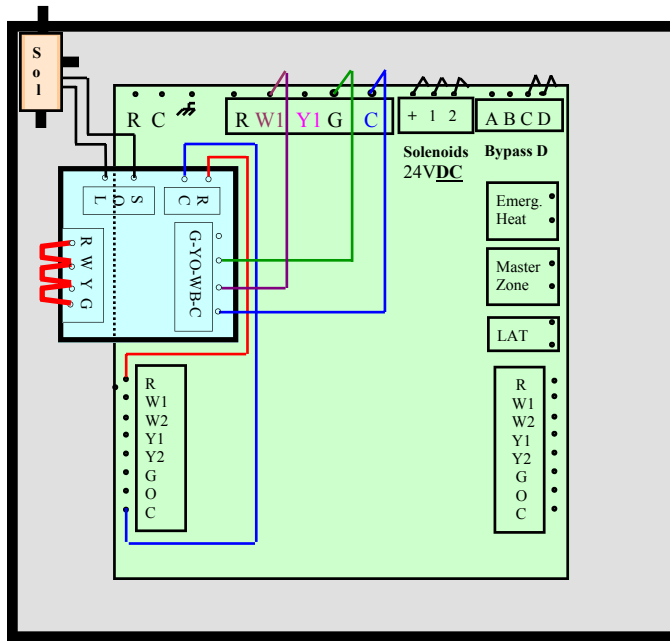 S
o
l
R C
R W1 Y1 G C
+ 1 2
A B C D
Solenoids
24VDC
Bypass D
Emerg.
Heat
Master
Zone
LAT
S O L
R C
G-YO-WB-C
R W Y G
R
W1
W2
Y1
Y2
G
O
C
R
W1
W2
Y1
Y2
G
O
C